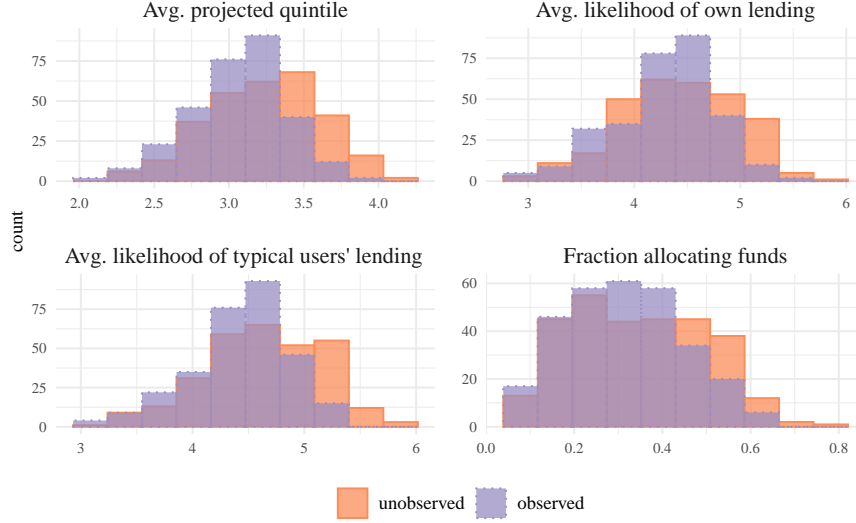 Avg. projected quintile
75
50
25
0
2.0 2.5 3.0 3.5 4.0
Avg. likelihood of own lending
75
50
25
0
3 4 5 6
count
Avg. likelihood of typical users' lending
75
50
25
0
3 4 5 6
Fraction allocating funds
60
40
20
0
0.0 0.2 0.4 0.6 0.8
unobserved observed